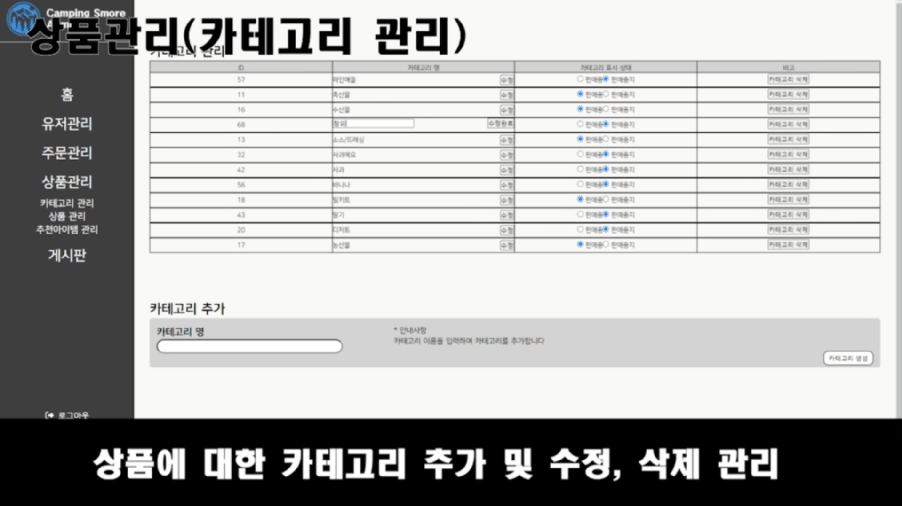 Camping Smore
상품관리(카테고리 관리)
카테고리 관리
홈
유저관리
주문관리
상품관리
카테고리 관리
상품 관리
추천아이템 관리
게시판
로그아웃
ID 카테고리 명 카테고리 표시 상태 비고
57 와인에올 수정 판매중 판매중지 카테고리 삭제
11 축산물 수정 판매중 판매중지 카테고리 삭제
16 수산물 수정 판매중 판매중지 카테고리 삭제
68 수정등록 판매중 판매중지 카테고리 삭제
13 소스/드레싱 수정 판매중 판매중지 카테고리 삭제
32 사과예요 수정 판매중 판매중지 카테고리 삭제
42 사과 수정 판매중 판매중지 카테고리 삭제
56 바나나 수정 판매중 판매중지 카테고리 삭제
18 밀키트 수정 판매중 판매중지 카테고리 삭제
43 딸기 수정 판매중 판매중지 카테고리 삭제
20 디저트 수정 판매중 판매중지 카테고리 삭제
17 농산물 수정 판매중 판매중지 카테고리 삭제
카테고리 추가
카테고리 명
* 안내사항
카테고리 이름을 입력하여 카테고리를 추가합니다
카테고리 생성
상품에 대한 카테고리 추가 및 수정, 삭제 관리